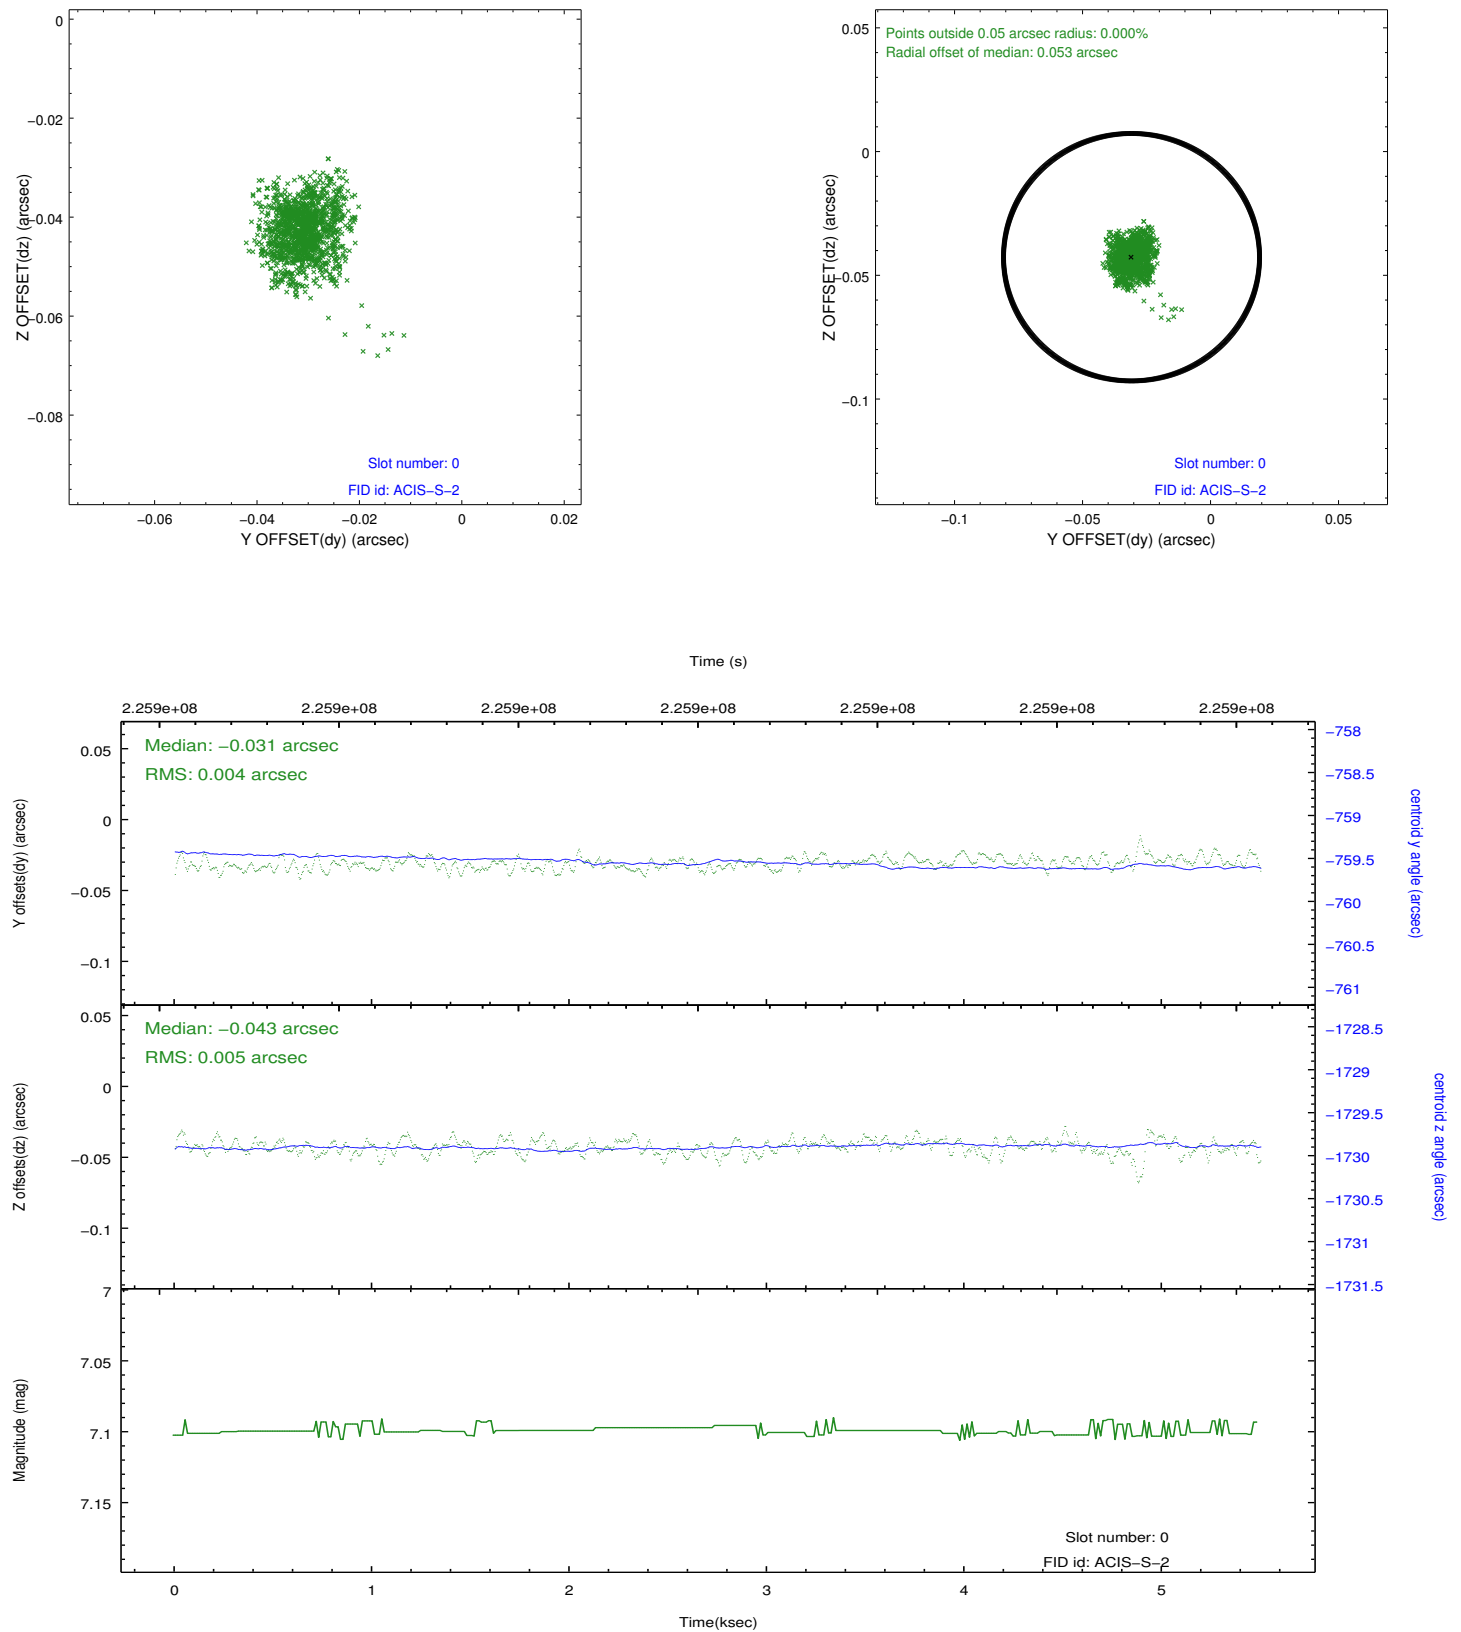 0
−0.02
−0.04
−0.06
−0.08
Z OFFSET(dz) (arcsec)
Slot number: 0
FID id: ACIS−S−2
−0.06
−0.04
−0.02
0
0.02
Y OFFSET(dy) (arcsec)
Points outside 0.05 arcsec radius: 0.000%
Radial offset of median: 0.053 arcsec
0.05
0
−0.05
−0.1
Z OFFSET(dz) (arcsec)
Slot number: 0
FID id: ACIS−S−2
−0.1
−0.05
0
0.05
Y OFFSET(dy) (arcsec)
Time (s)
2.259e+08
2.259e+08
2.259e+08
2.259e+08
2.259e+08
2.259e+08
2.259e+08
Median: −0.031 arcsec
RMS: 0.004 arcsec
0.05
0
−0.05
−0.1
Y offsets(dy) (arcsec)
−758
−758.5
−759
−759.5
−760
−760.5
−761
centroid y angle (arcsec)
Median: −0.043 arcsec
RMS: 0.005 arcsec
0.05
0
−0.05
−0.1
Z offsets(dz) (arcsec)
−1728.5
−1729
−1729.5
−1730
−1730.5
−1731
−1731.5
centroid z angle (arcsec)
7
7.05
7.1
7.15
Magnitude (mag)
Slot number: 0
FID id: ACIS−S−2
0
1
2
3
4
5
Time(ksec)